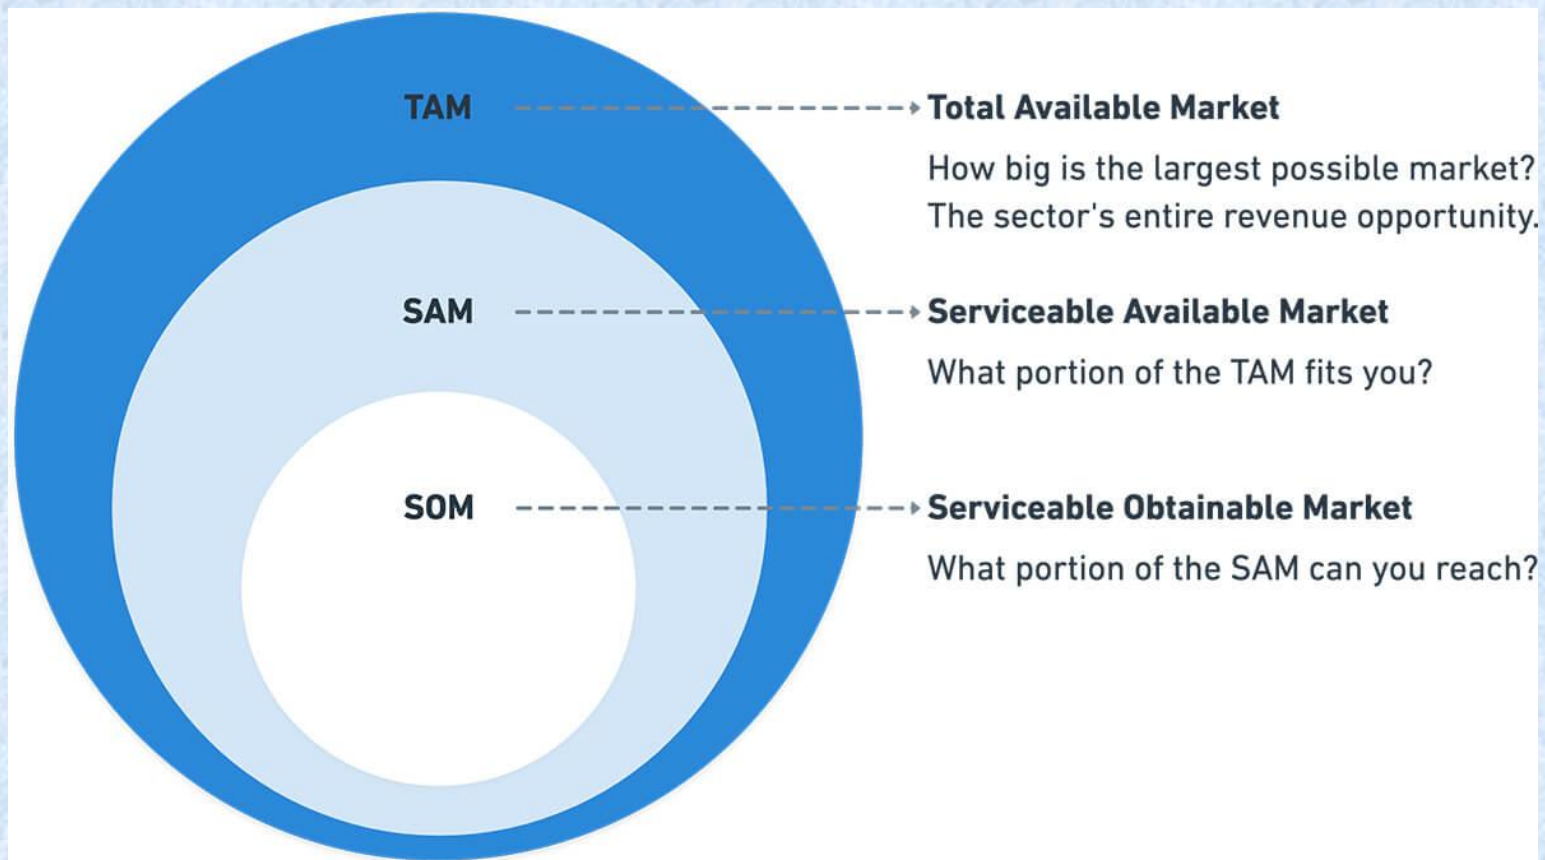 TAM
Total Available Market
How big is the largest possible market?
The sector's entire revenue opportunity.
SAM
Serviceable Available Market
What portion of the TAM fits you?
SOM
Serviceable Obtainable Market
What portion of the SAM can you reach?